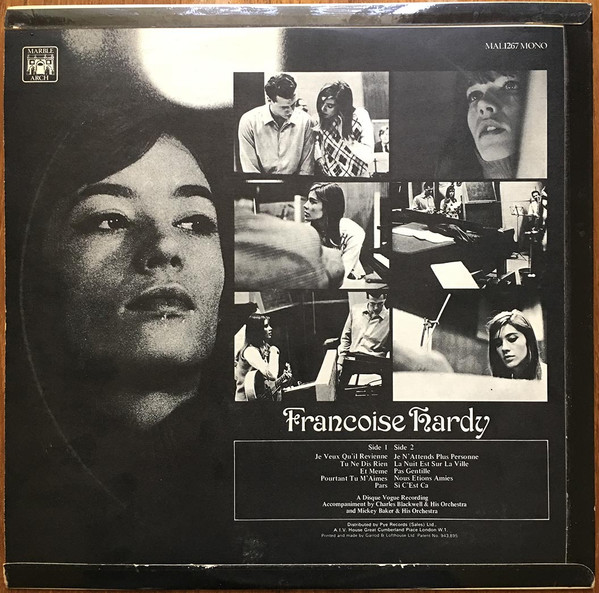 MARBLE
ARCH
MAL1267 MONO
Francoise Hardy
Side 1 Side 2
Je Veux Qu'il Revienne Je N'Attends Plus Personne
Tu Ne Dis Rien La Nuit Est Sur La Ville
Et Meme Pas Gentille
Pourtant Tu M'Aimes Nous Etions Amies
Pars Si C'Est Ca
A Disque Vogue Recording
Accompaniment by Charles Blackwell & His Orchestra
and Mickey Baker & His Orchestra
Distributed by Pye Records (Sales) Ltd.,
A.T.V. House Great Cumberland Place London W.1.
Printed and made by Garrod & Lofthouse Ltd. Patent No. 943,895